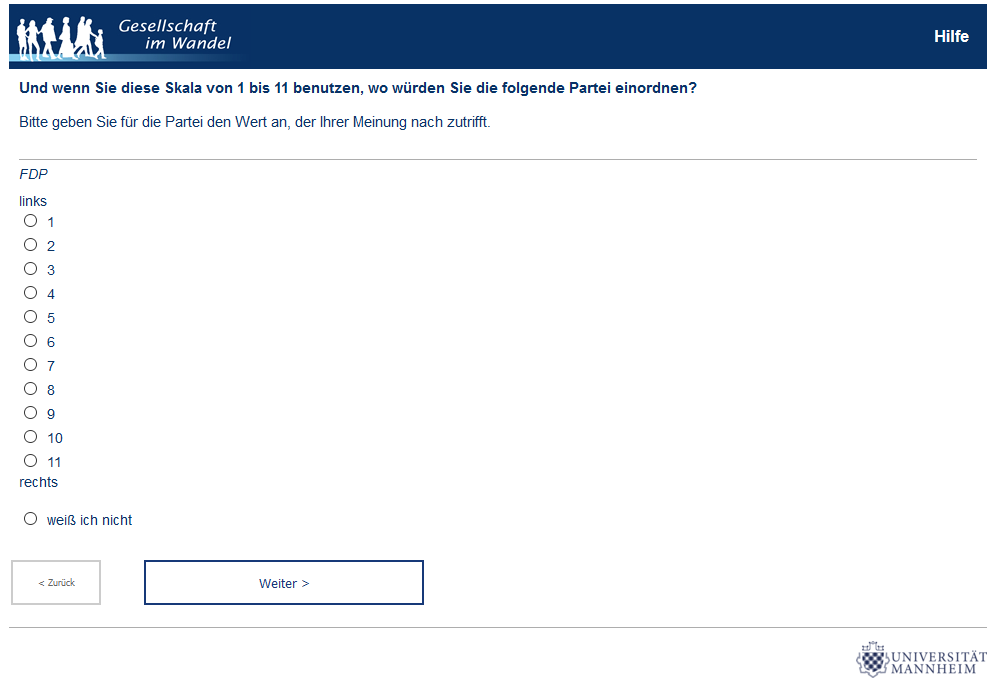 Gesellschaft
im Wandel
Hilfe
Und wenn Sie diese Skala von 1 bis 11 benutzen, wo würden Sie die folgende Partei einordnen?
Bitte geben Sie für die Partei den Wert an, der Ihrer Meinung nach zutrifft.
FDP
links
1
2
3
4
5
6
7
8
9
10
11
rechts
weiß ich nicht
< Zurück
Weiter >
UNIVERSITÄT
MANNHEIM